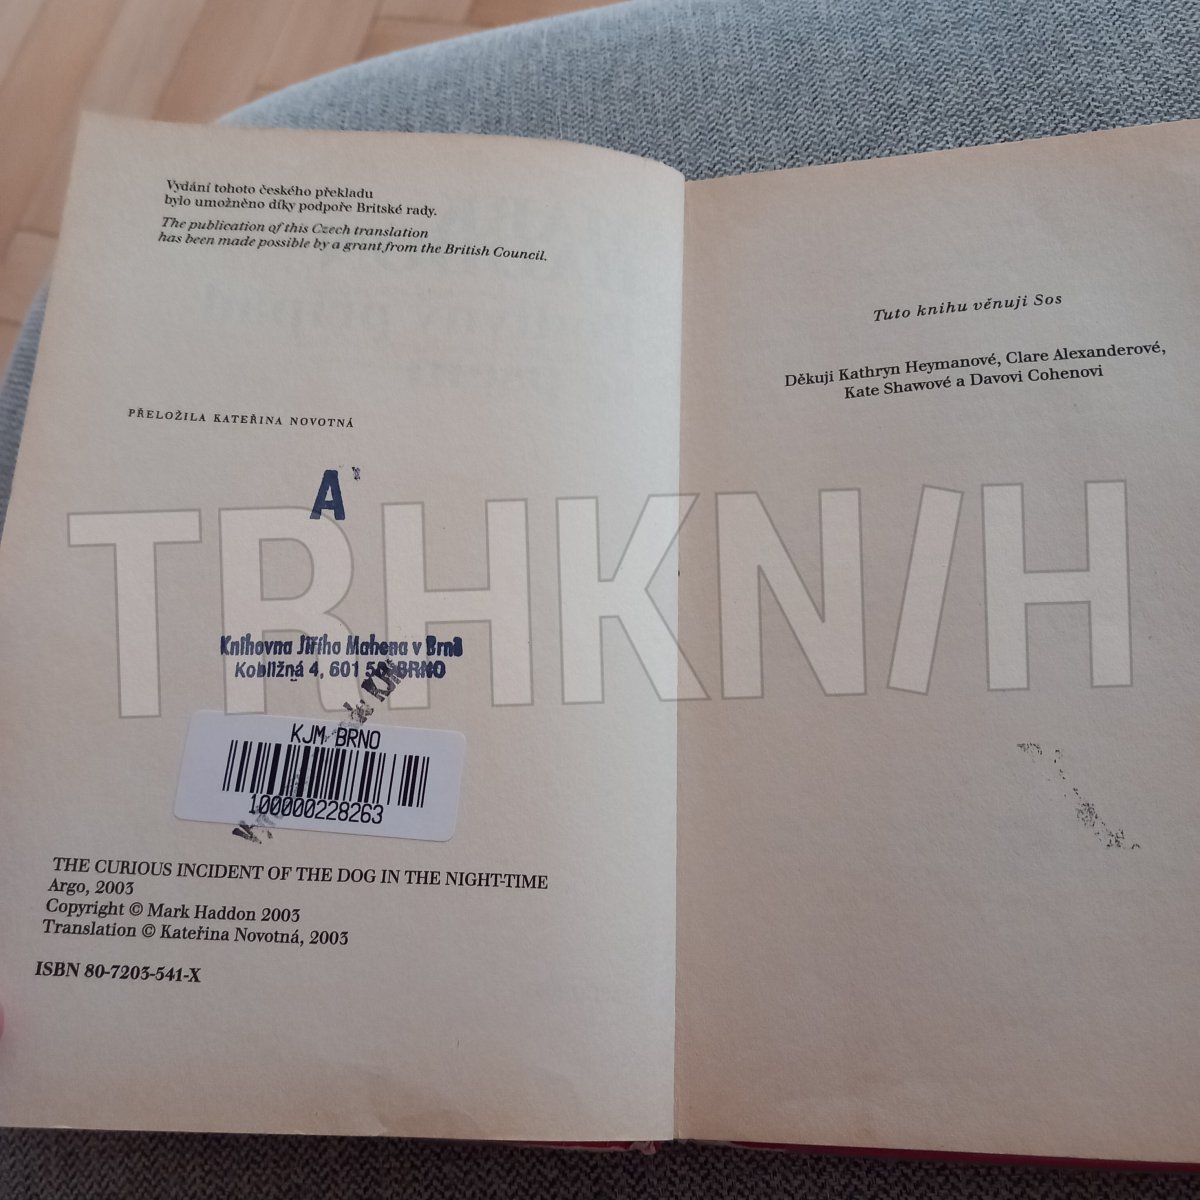 Vydání tohoto českého překladu
bylo umožněno díky podpoře Britské rady.
The publication of this Czech translation
has been made possible by a grant from the British Council.
PŘELOŽILA KATEŘINA NOVOTNÁ
A
Knihovna Jiřího Mahena v Brně
Kobližná 4, 601 50 BRNO
KJM BRNO
100000228263
THE CURIOUS INCIDENT OF THE DOG IN THE NIGHT-TIME
Argo, 2003
Copyright © Mark Haddon 2003
Translation © Kateřina Novotná, 2003
ISBN 80-7203-541-X
Tuto knihu věnuji Sos
Děkuji Kathryn Heymanové, Clare Alexanderové,
Kate Shawové a Davovi Cohenovi
TRHKN/H